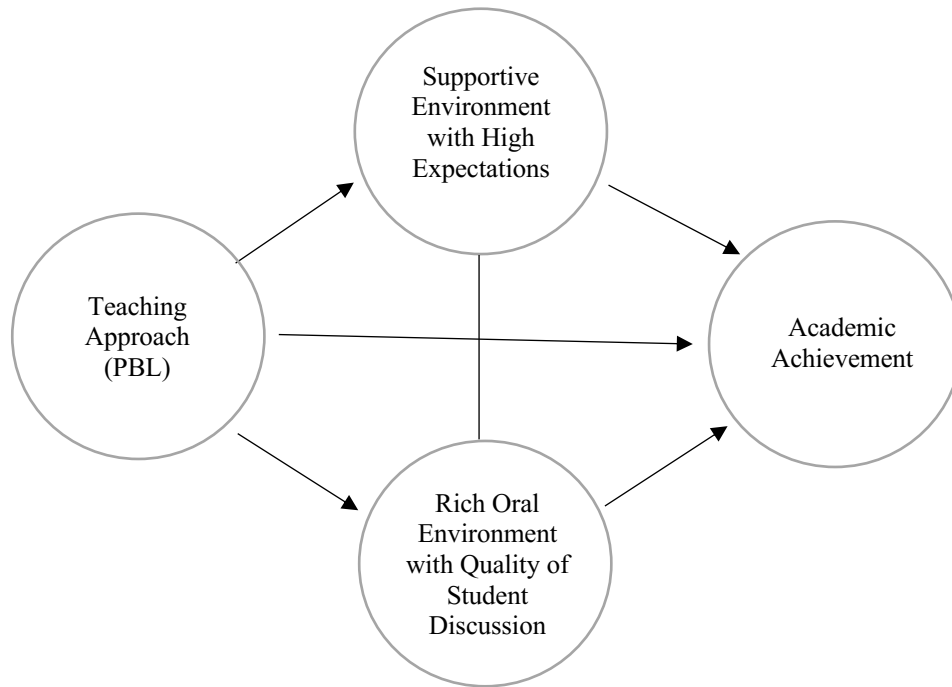 Supportive
Environment
with High
Expectations
Teaching
Approach
(PBL)
Academic
Achievement
Rich Oral
Environment
with Quality of
Student
Discussion